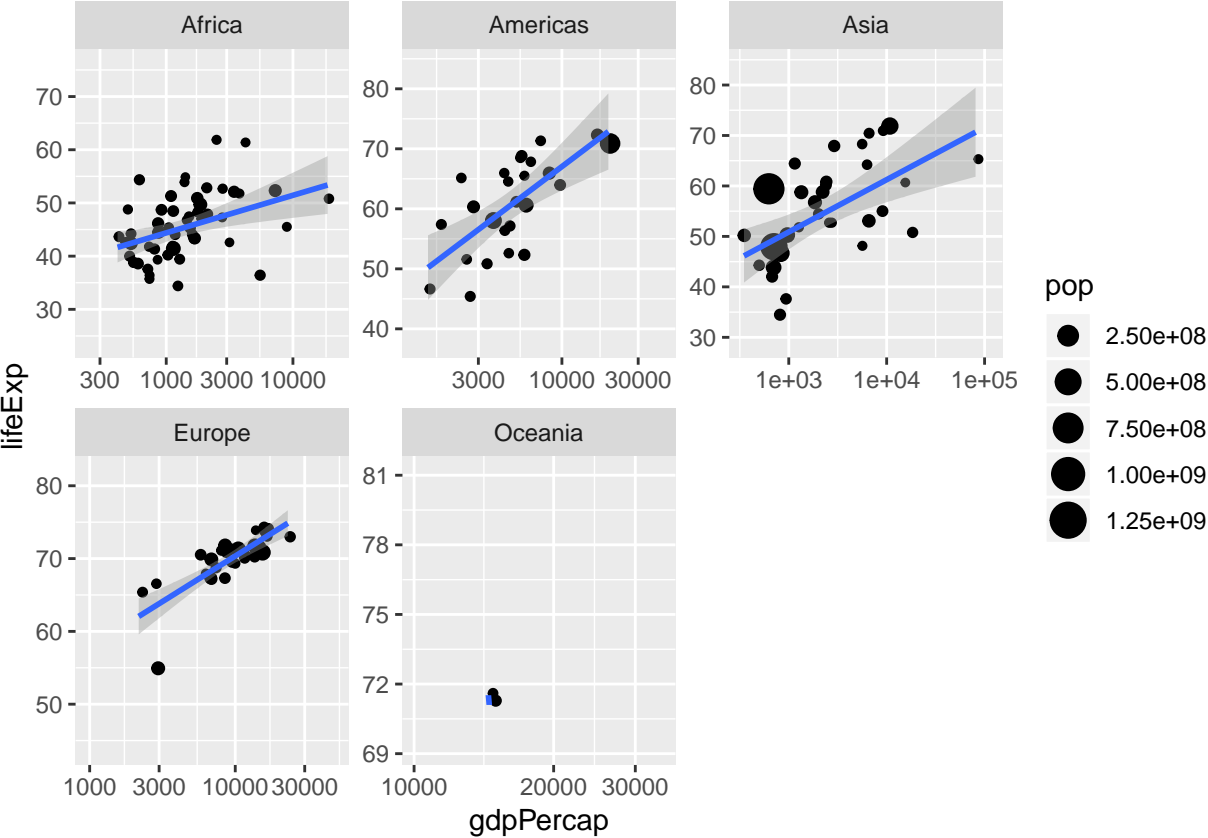 Africa
Americas
Asia
70
60
50
40
30
80
70
60
50
40
80
70
60
50
40
30
300 1000 3000 10000
3000 10000 30000
1e+03 1e+04 1e+05
Europe
Oceania
80
70
60
50
81
78
75
72
69
1000 3000 10000 30000
10000 20000 30000
lifeExp
gdpPercap
pop
2.50e+08
5.00e+08
7.50e+08
1.00e+09
1.25e+09